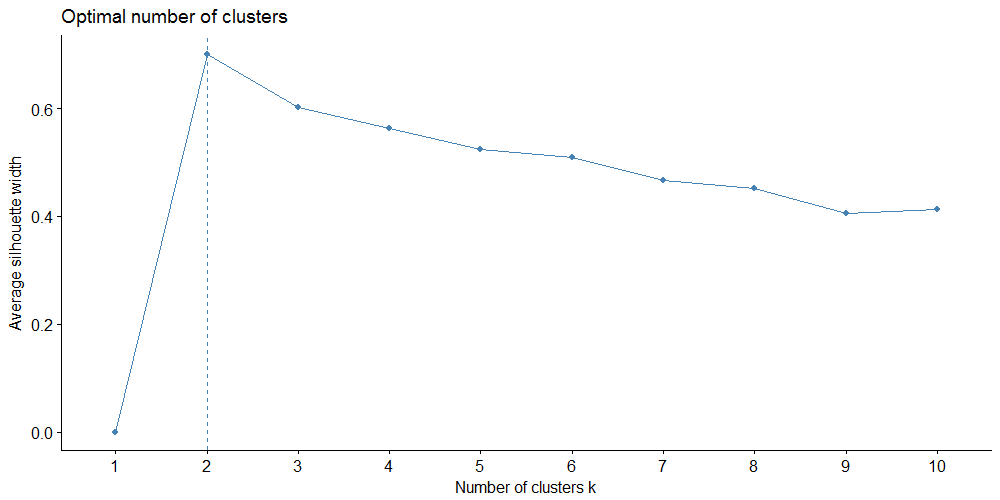 Optimal number of clusters
Average silhouette width
0.6
0.4
0.2
0.0
1 2 3 4 5 6 7 8 9 10
Number of clusters k